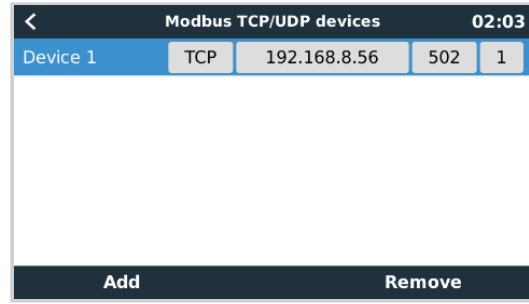 Modbus TCP/UDP devices 02:03
Device 1 TCP 192.168.8.56 502 1
Add Remove